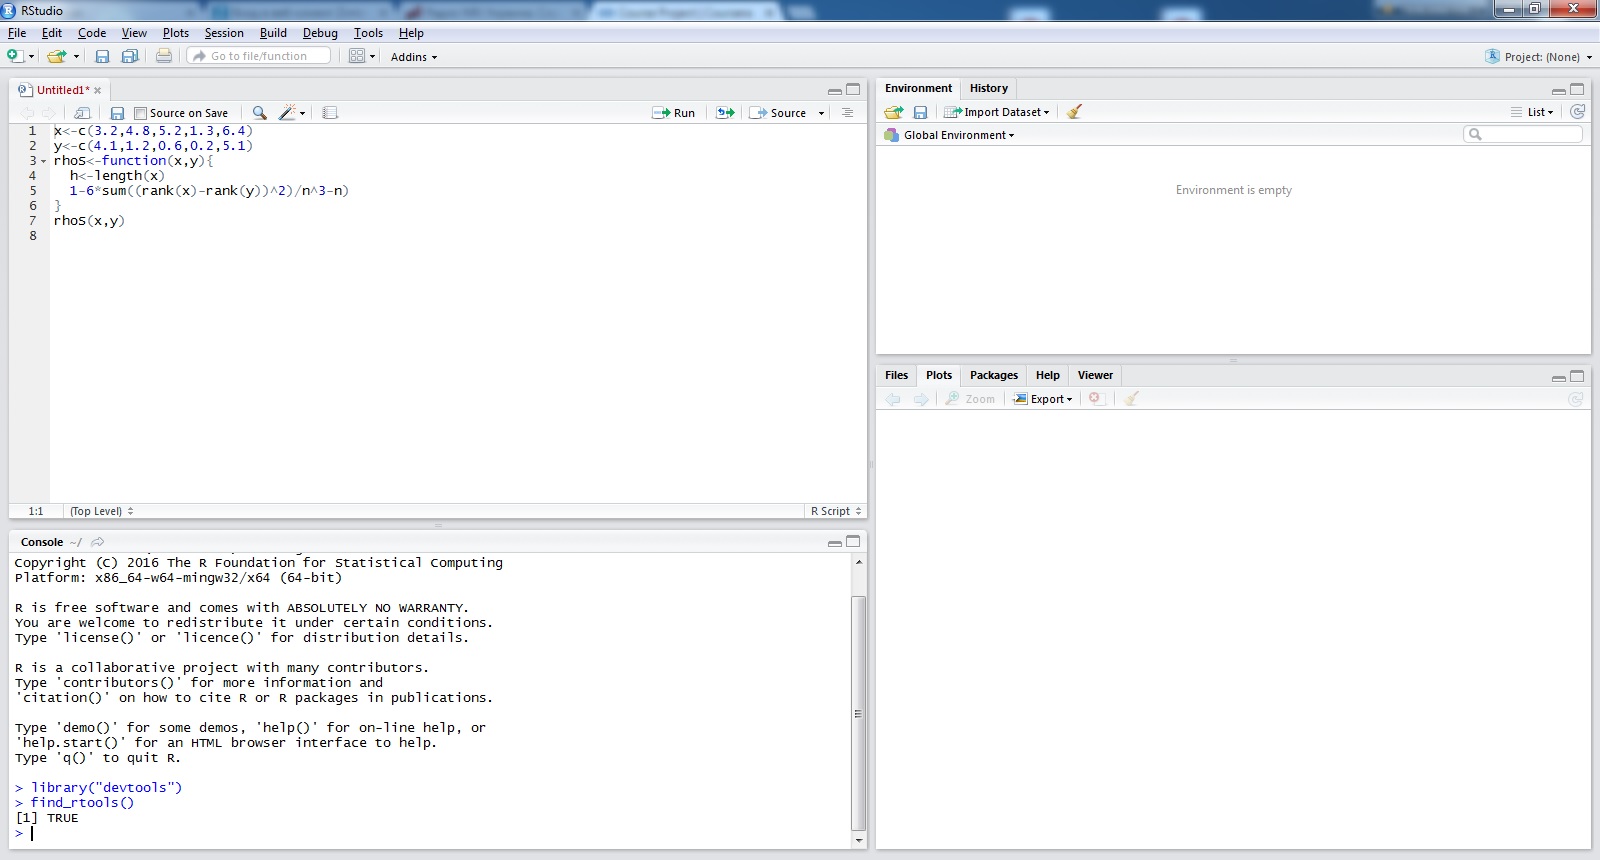 RStudio
File Edit Code View Plots Session Build Debug Tools Help
Go to file/function Addins Project: (None)
Untitled1*
Source on Save Run Source
1 x<-c(3.2,4.8,5.2,1.3,6.4)
2 y<-c(4.1,1.2,0.6,0.2,5.1)
3 rhoS<-function(x,y){
4 h<-length(x)
5 1-6*sum((rank(x)-rank(y))^2)/n^3-n)
6 }
7 rhoS(x,y)
8
1:1 (Top Level) R Script
Console ~/
Copyright (C) 2016 The R Foundation for Statistical Computing
Platform: x86_64-w64-mingw32/x64 (64-bit)
R is free software and comes with ABSOLUTELY NO WARRANTY.
You are welcome to redistribute it under certain conditions.
Type 'license()' or 'licence()' for distribution details.
R is a collaborative project with many contributors.
Type 'contributors()' for more information and
'citation()' on how to cite R or R packages in publications.
Type 'demo()' for some demos, 'help()' for on-line help, or
'help.start()' for an HTML browser interface to help.
Type 'q()' to quit R.
> library("devtools")
> find_rtools()
[1] TRUE
>
Environment History
Import Dataset List
Global Environment
Environment is empty
Files Plots Packages Help Viewer
Zoom Export